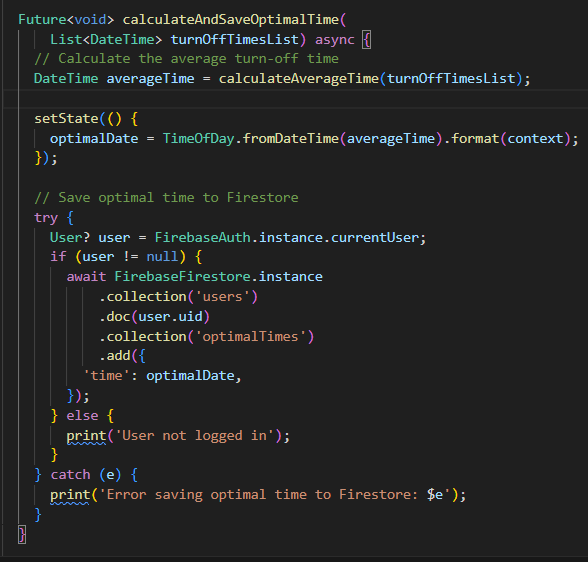 Future<void> calculateAndSaveOptimalTime(
    List<DateTime> turnOffTimesList) async {
  // Calculate the average turn-off time
  DateTime averageTime = calculateAverageTime(turnOffTimesList);

  setState(() {
    optimalDate = TimeOfDay.fromDateTime(averageTime).format(context);
  });

  // Save optimal time to Firestore
  try {
    User? user = FirebaseAuth.instance.currentUser;
    if (user != null) {
      await FirebaseFirestore.instance
          .collection('users')
          .doc(user.uid)
          .collection('optimalTimes')
          .add({
        'time': optimalDate,
      });
    } else {
      print('User not logged in');
    }
  } catch (e) {
    print('Error saving optimal time to Firestore: $e');
  }
}